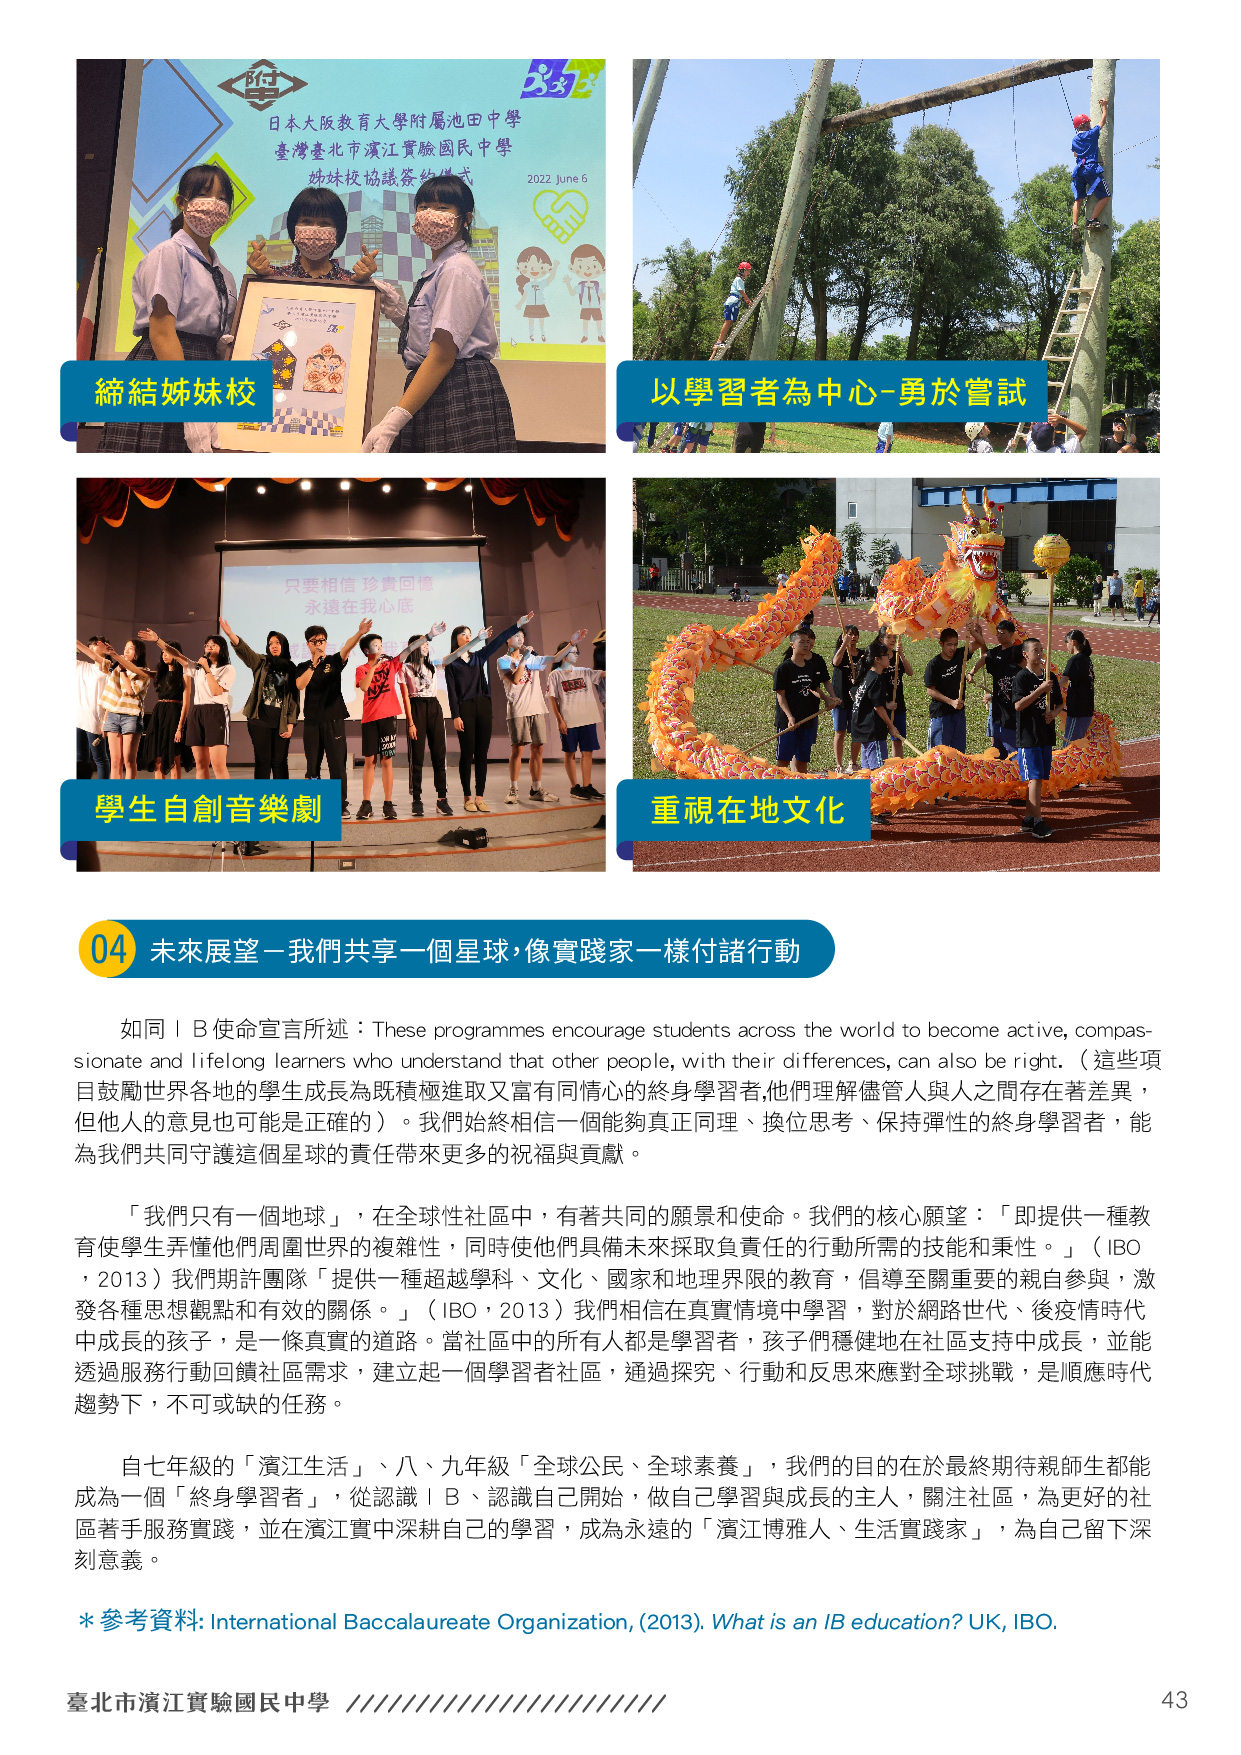 附中
日本大阪教育大學附屬池田中學
臺灣臺北市濱江實驗國民中學
姊妹校協議簽約儀式
2022 June 6
締結姊妹校
以學習者為中心-勇於嘗試
只要相信 珍貴回憶
永遠在我心底
學生自創音樂劇
重視在地文化
04 未來展望－我們共享一個星球，像實踐家一樣付諸行動
如同ＩＢ使命宣言所述：These programmes encourage students across the world to become active, compas-
sionate and lifelong learners who understand that other people, with their differences, can also be right.（這些項
目鼓勵世界各地的學生成長為既積極進取又富有同情心的終身學習者,他們理解儘管人與人之間存在著差異，
但他人的意見也可能是正確的）。我們始終相信一個能夠真正同理、換位思考、保持彈性的終身學習者，能
為我們共同守護這個星球的責任帶來更多的祝福與貢獻。
「我們只有一個地球」，在全球性社區中，有著共同的願景和使命。我們的核心願望：「即提供一種教
育使學生弄懂他們周圍世界的複雜性，同時使他們具備未來採取負責任的行動所需的技能和秉性。」（IBO
，2013）我們期許團隊「提供一種超越學科、文化、國家和地理界限的教育，倡導至關重要的親自參與，激
發各種思想觀點和有效的關係。」（IBO，2013）我們相信在真實情境中學習，對於網路世代、後疫情時代
中成長的孩子，是一條真實的道路。當社區中的所有人都是學習者，孩子們穩健地在社區支持中成長，並能
透過服務行動回饋社區需求，建立起一個學習者社區，通過探究、行動和反思來應對全球挑戰，是順應時代
趨勢下，不可或缺的任務。
自七年級的「濱江生活」、八、九年級「全球公民、全球素養」，我們的目的在於最終期待親師生都能
成為一個「終身學習者」，從認識ＩＢ、認識自己開始，做自己學習與成長的主人，關注社區，為更好的社
區著手服務實踐，並在濱江實中深耕自己的學習，成為永遠的「濱江博雅人、生活實踐家」，為自己留下深
刻意義。
＊參考資料: International Baccalaureate Organization, (2013). What is an IB education? UK, IBO.
臺北市濱江實驗國民中學
43